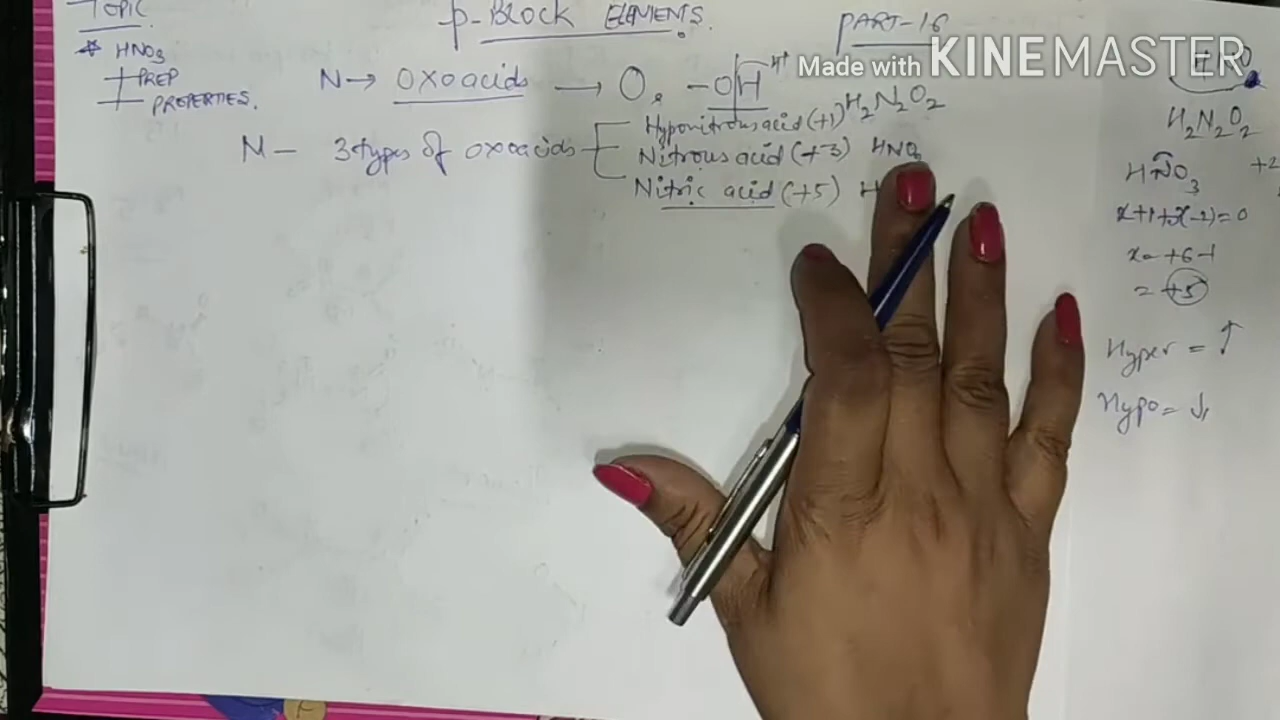 TOPIC
P-BLOCK ELEMENTS.
PART-16
Made with KINEMASTER
* HNO3
PREP
PROPERTIES.
N → oxoacids → O, -OH H+
N - 3 types of oxoacids
Hyponitrous acid (+1) H2N2O2
Nitrous acid (+3) HNO2
Nitric acid (+5) H
H2N2O2
HNO3
+2
x+1+3(-2)=0
x = +6-1
= +5
Hyper = ↑
Hypo = ↓